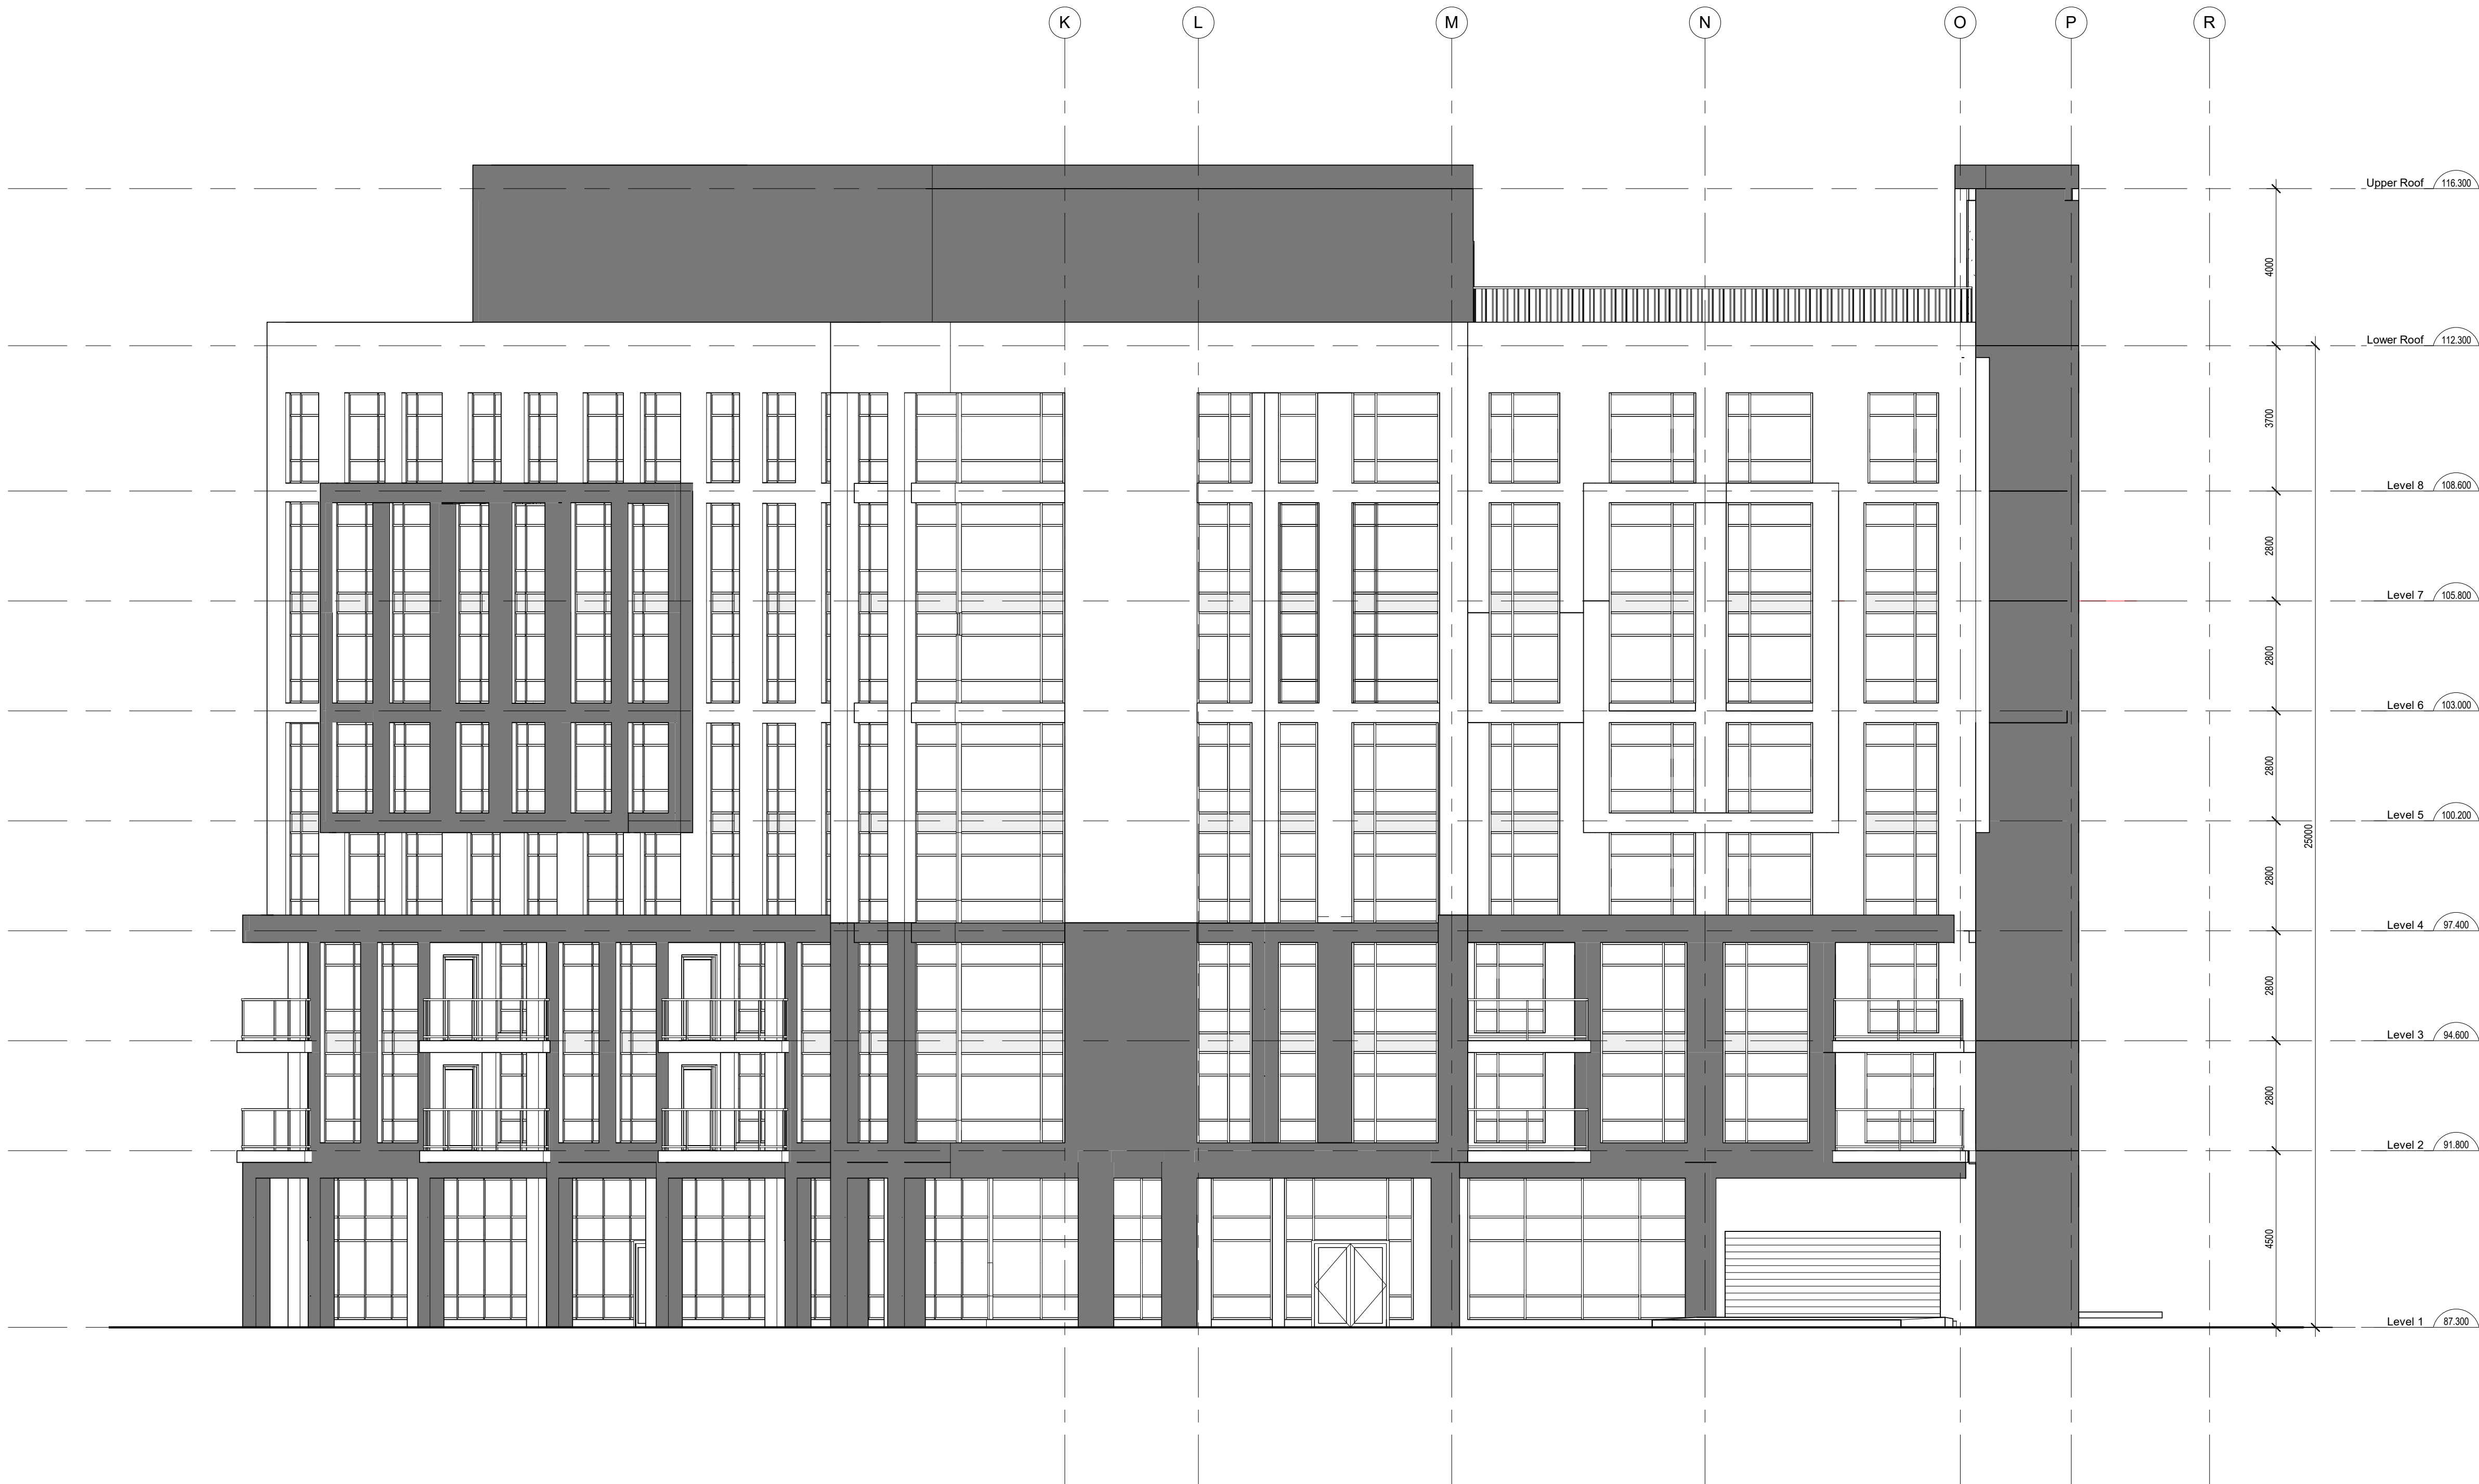 K L M N O P R
Upper Roof 116.300
4000
Lower Roof 112.300
3700
Level 8 108.600
2800
Level 7 105.800
2800
Level 6 103.000
2800
Level 5 100.200
25000
2800
Level 4 97.400
2800
Level 3 94.600
2800
Level 2 91.800
4500
Level 1 87.300